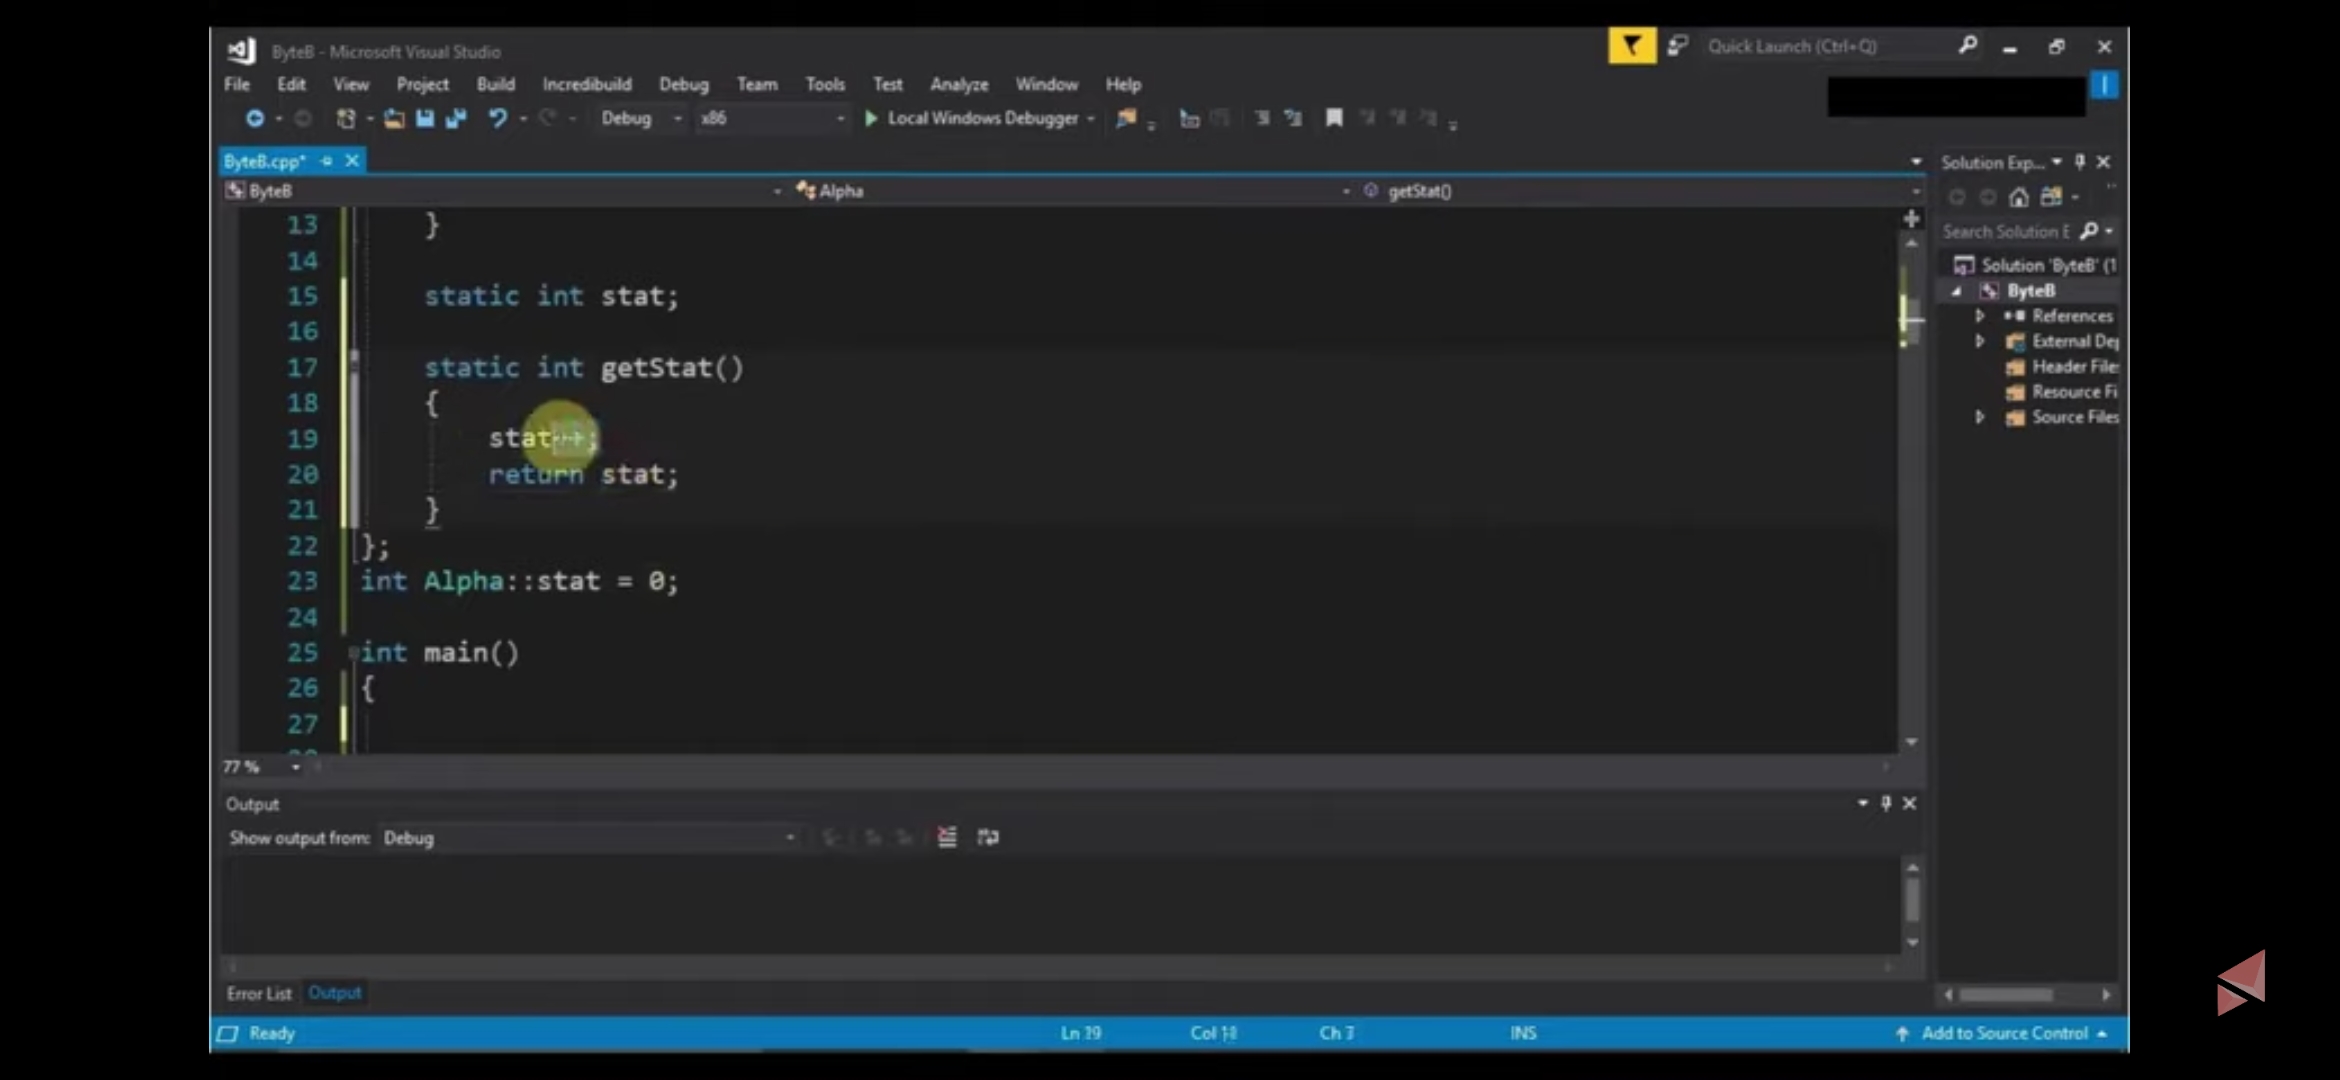 ByteB - Microsoft Visual Studio
Quick Launch (Ctrl+Q)
File Edit View Project Build Incredibuild Debug Team Tools Test Analyze Window Help
Debug x86 Local Windows Debugger
ByteB.cpp*
ByteB Alpha getStat()
13 }
14
15 static int stat;
16
17 static int getStat()
18 {
19 stat++;
20 return stat;
21 }
22 };
23 int Alpha::stat = 0;
24
25 int main()
26 {
27
77 %
Solution Exp...
Search Solution E
Solution 'ByteB' (1
ByteB
References
External De
Header File
Resource Fi
Source Files
Output
Show output from: Debug
Error List Output
Ready Ln Col Ch INS Add to Source Control